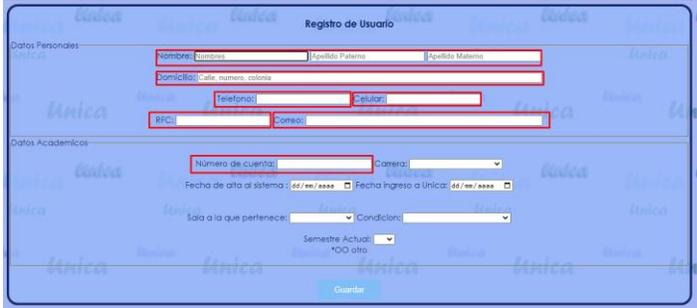 Registro de Usuario
Datos Personales
Nombre: Nombres Apellido Paterno Apellido Materno
Domicilio: Calle, numero, colonia
Telefono: Celular:
RFC: Correo:
Datos Academicos
Número de cuenta: Carrera:
Fecha de alta al sistema : dd/mm/aaaa Fecha ingreso a Unica: dd/mm/aaaa
Sala a la que pertenece: Condicion:
Semestre Actual:
*OO otro
Guardar